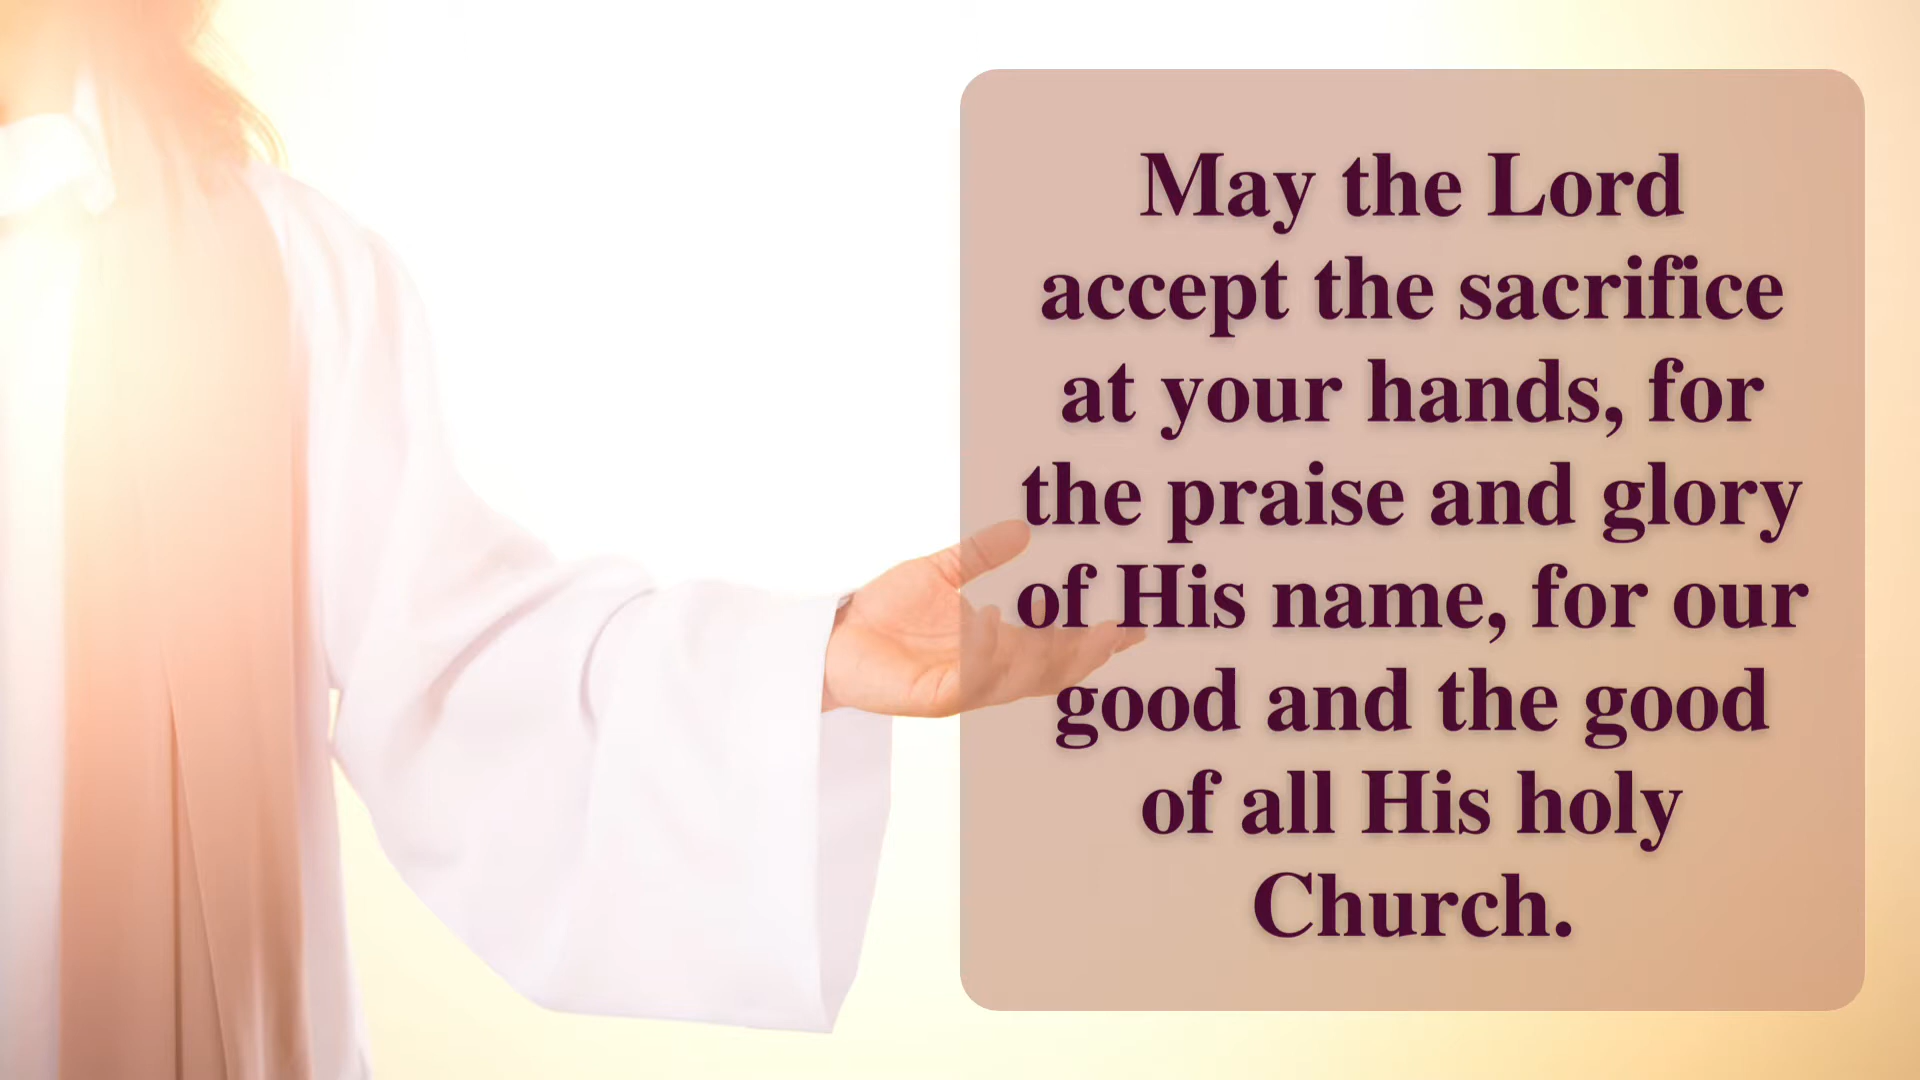 May the Lord
accept the sacrifice
at your hands, for
the praise and glory
of His name, for our
good and the good
of all His holy
Church.